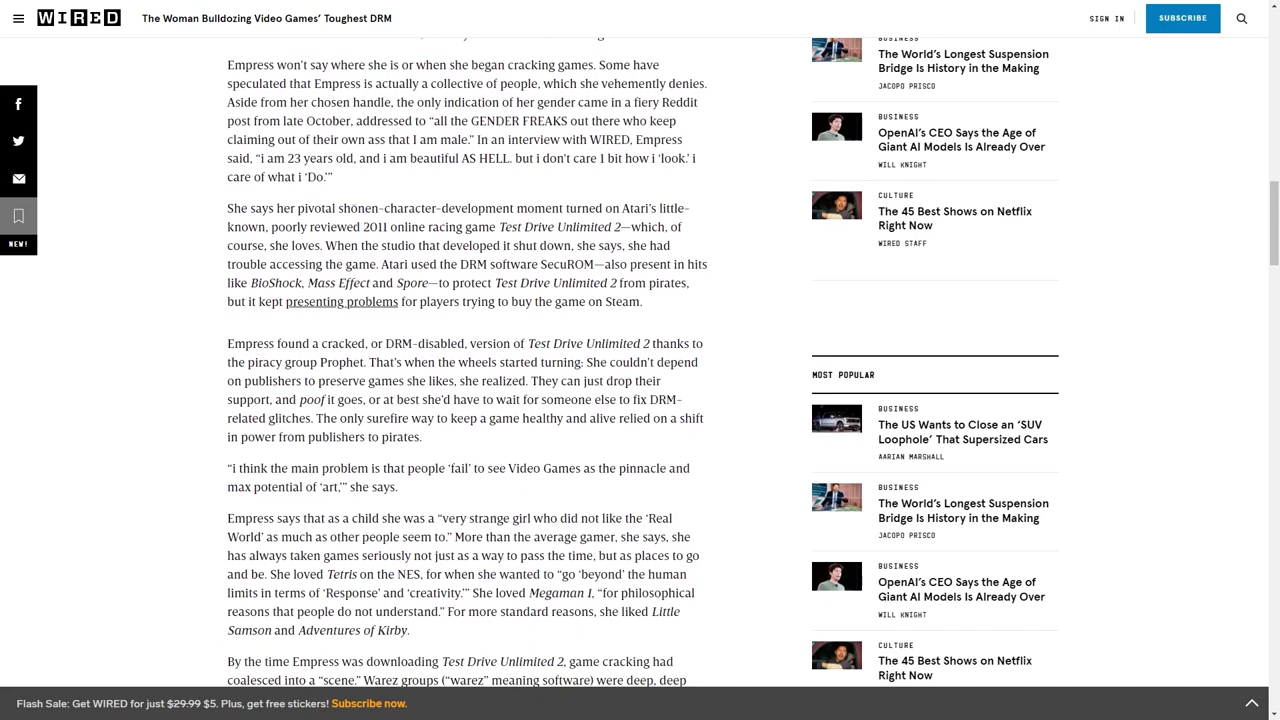 WIRED
The Woman Bulldozing Video Games' Toughest DRM
SIGN IN
SUBSCRIBE
NEW!
Empress won't say where she is or when she began cracking games. Some have
speculated that Empress is actually a collective of people, which she vehemently denies.
Aside from her chosen handle, the only indication of her gender came in a fiery Reddit
post from late October, addressed to “all the GENDER FREAKS out there who keep
claiming out of their own ass that I am male.” In an interview with WIRED, Empress
said, “i am 23 years old, and i am beautiful AS HELL. but i don't care 1 bit how i ‘look.’ i
care of what i ‘Do.’”
She says her pivotal shōnen-character-development moment turned on Atari's little-
known, poorly reviewed 2011 online racing game Test Drive Unlimited 2—which, of
course, she loves. When the studio that developed it shut down, she says, she had
trouble accessing the game. Atari used the DRM software SecuROM—also present in hits
like BioShock, Mass Effect and Spore—to protect Test Drive Unlimited 2 from pirates,
but it kept presenting problems for players trying to buy the game on Steam.
Empress found a cracked, or DRM-disabled, version of Test Drive Unlimited 2 thanks to
the piracy group Prophet. That's when the wheels started turning: She couldn't depend
on publishers to preserve games she likes, she realized. They can just drop their
support, and poof it goes, or at best she'd have to wait for someone else to fix DRM-
related glitches. The only surefire way to keep a game healthy and alive relied on a shift
in power from publishers to pirates.
“i think the main problem is that people ‘fail’ to see Video Games as the pinnacle and
max potential of ‘art,’” she says.
Empress says that as a child she was a “very strange girl who did not like the ‘Real
World’ as much as other people seem to.” More than the average gamer, she says, she
has always taken games seriously not just as a way to pass the time, but as places to go
and be. She loved Tetris on the NES, for when she wanted to “go ‘beyond’ the human
limits in terms of ‘Response’ and ‘creativity.’” She loved Megaman 1, “for philosophical
reasons that people do not understand.” For more standard reasons, she liked Little
Samson and Adventures of Kirby.
By the time Empress was downloading Test Drive Unlimited 2, game cracking had
coalesced into a “scene.” Warez groups (“warez” meaning software) were deep, deep
BUSINESS
The World's Longest Suspension
Bridge Is History in the Making
JACOPO PRISCO
BUSINESS
OpenAI's CEO Says the Age of
Giant AI Models Is Already Over
WILL KNIGHT
CULTURE
The 45 Best Shows on Netflix
Right Now
WIRED STAFF
MOST POPULAR
BUSINESS
The US Wants to Close an ‘SUV
Loophole’ That Supersized Cars
AARIAN MARSHALL
BUSINESS
The World's Longest Suspension
Bridge Is History in the Making
JACOPO PRISCO
BUSINESS
OpenAI's CEO Says the Age of
Giant AI Models Is Already Over
WILL KNIGHT
CULTURE
The 45 Best Shows on Netflix
Right Now
Flash Sale: Get WIRED for just $29.99 $5. Plus, get free stickers! Subscribe now.